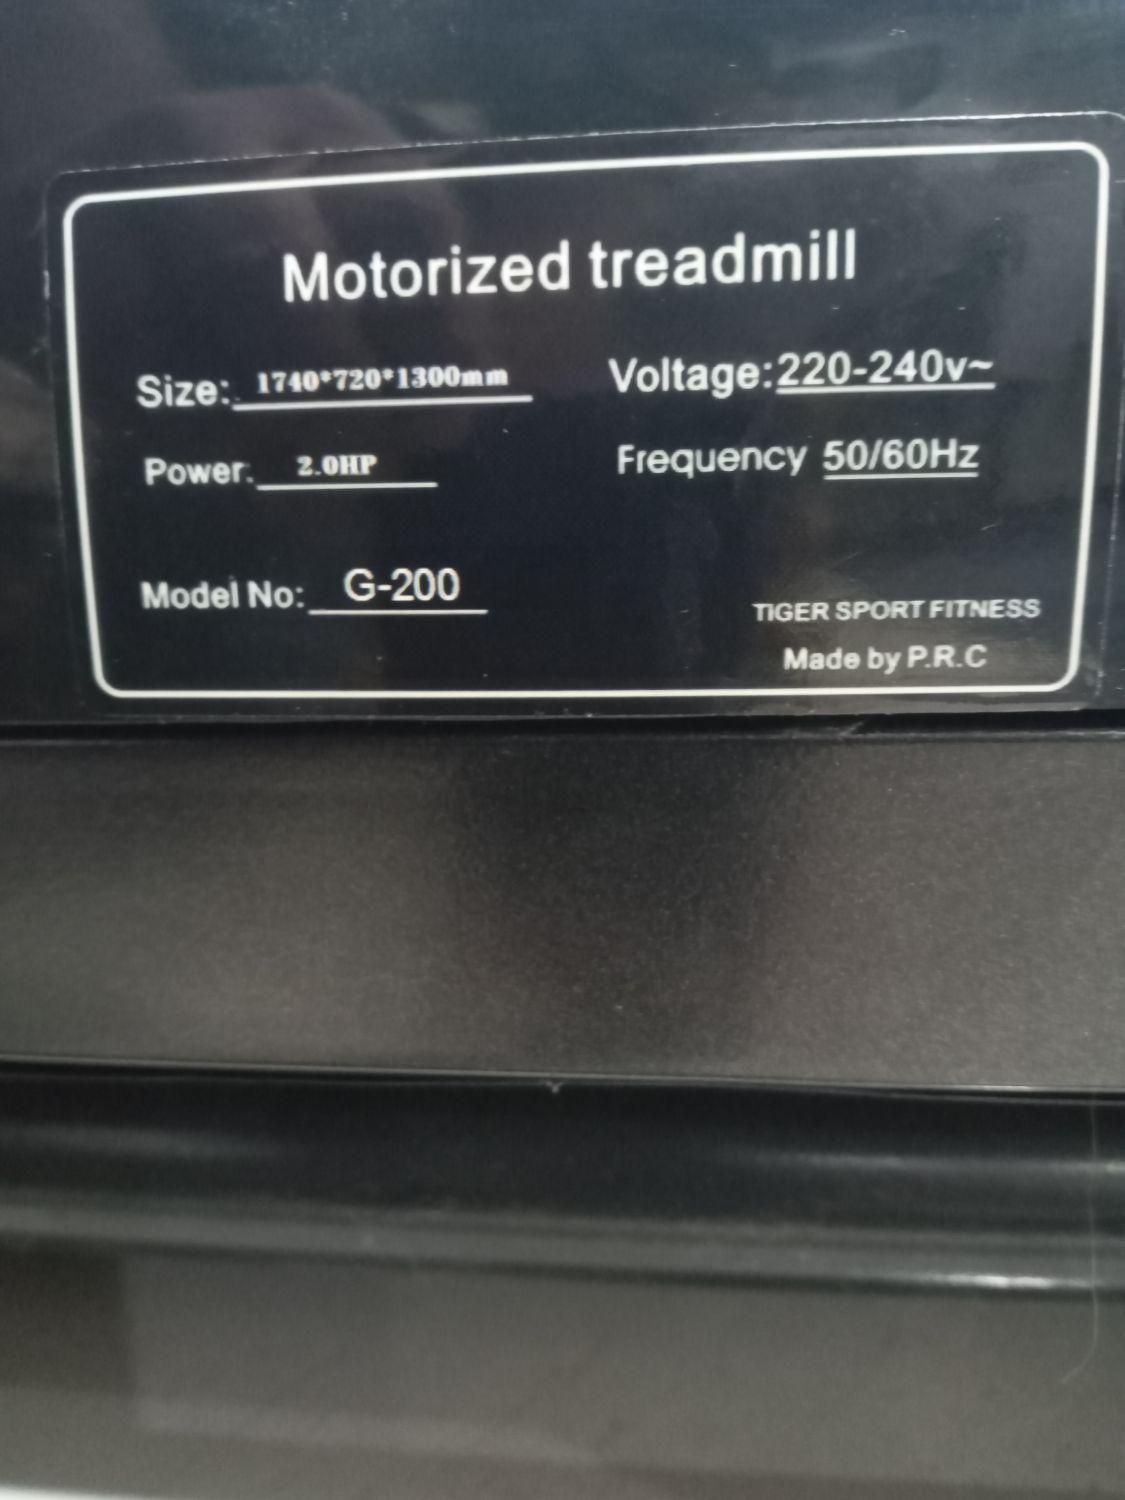 Motorized treadmill
Size: 1740*720*1300mm
Voltage:220-240v~
Power: 2.0HP
Frequency 50/60Hz
Model No: G-200
TIGER SPORT FITNESS
Made by P.R.C